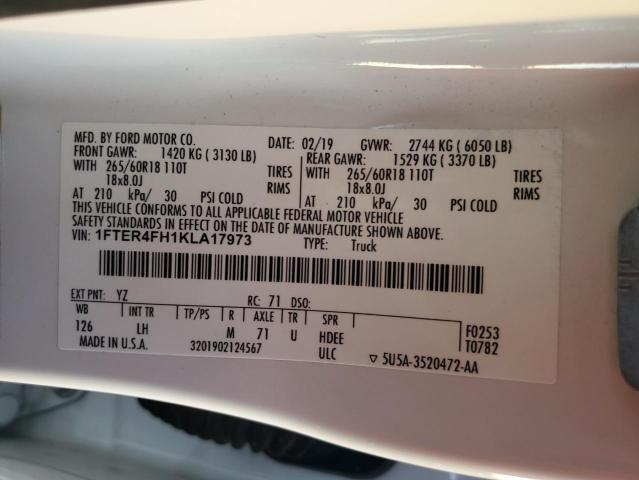 MFD. BY FORD MOTOR CO. DATE: 02/19 GVWR: 2744 KG ( 6050 LB)
FRONT GAWR: 1420 KG ( 3130 LB) REAR GAWR: 1529 KG ( 3370 LB)
WITH 265/60R18 110T TIRES WITH 265/60R18 110T TIRES
18x8.0J RIMS 18x8.0J RIMS
AT 210 kPa/ 30 PSI COLD AT 210 kPa/ 30 PSI COLD
THIS VEHICLE CONFORMS TO ALL APPLICABLE FEDERAL MOTOR VEHICLE
SAFETY STANDARDS IN EFFECT ON THE DATE OF MANUFACTURE SHOWN ABOVE.
VIN: 1FTER4FH1KLA17973 TYPE: Truck
EXT PNT: YZ RC: 71 DSO:
WB INT TR TP/PS R AXLE TR SPR F0253
126 LH M 71 U HDEE T0782
MADE IN U.S.A. 3201902124567 ULC ▽ 5U5A-3520472-AA